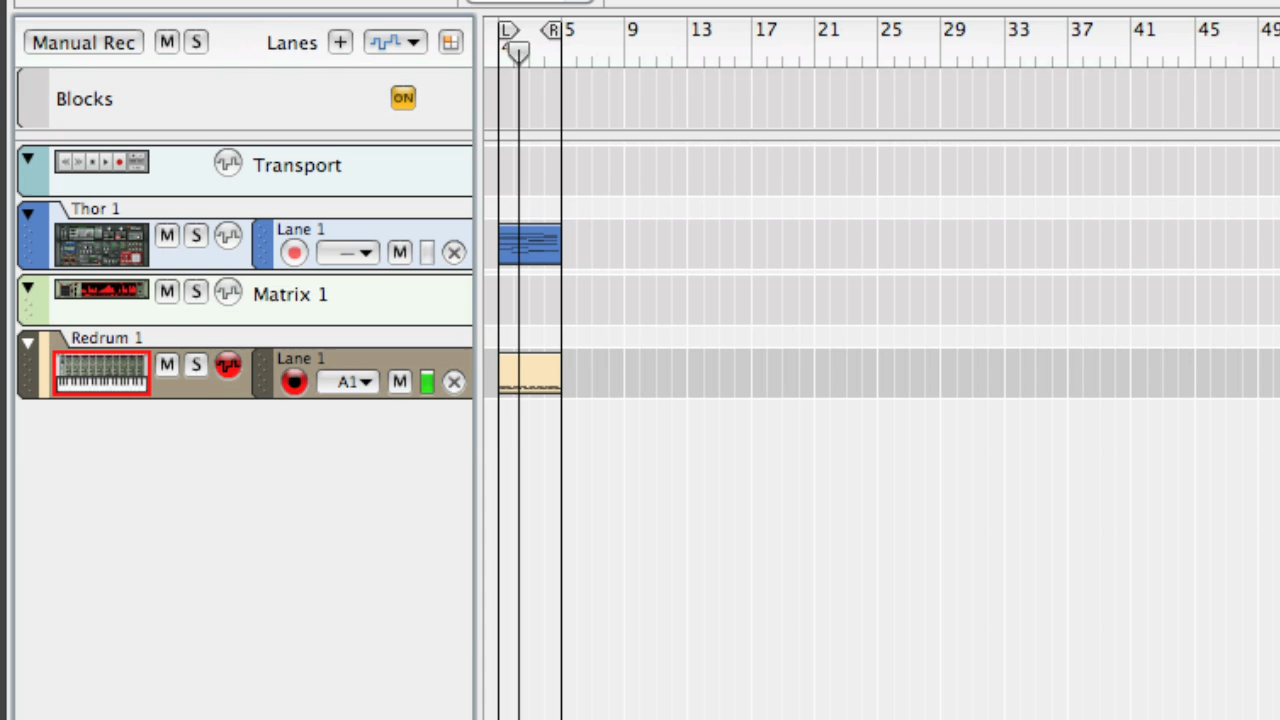 Manual Rec M S Lanes + L R 5 9 13 17 21 25 29 33 37 41 45 49
Blocks ON
Transport
Thor 1
M S Lane 1
M
M S Matrix 1
Redrum 1
M S Lane 1
A1 M